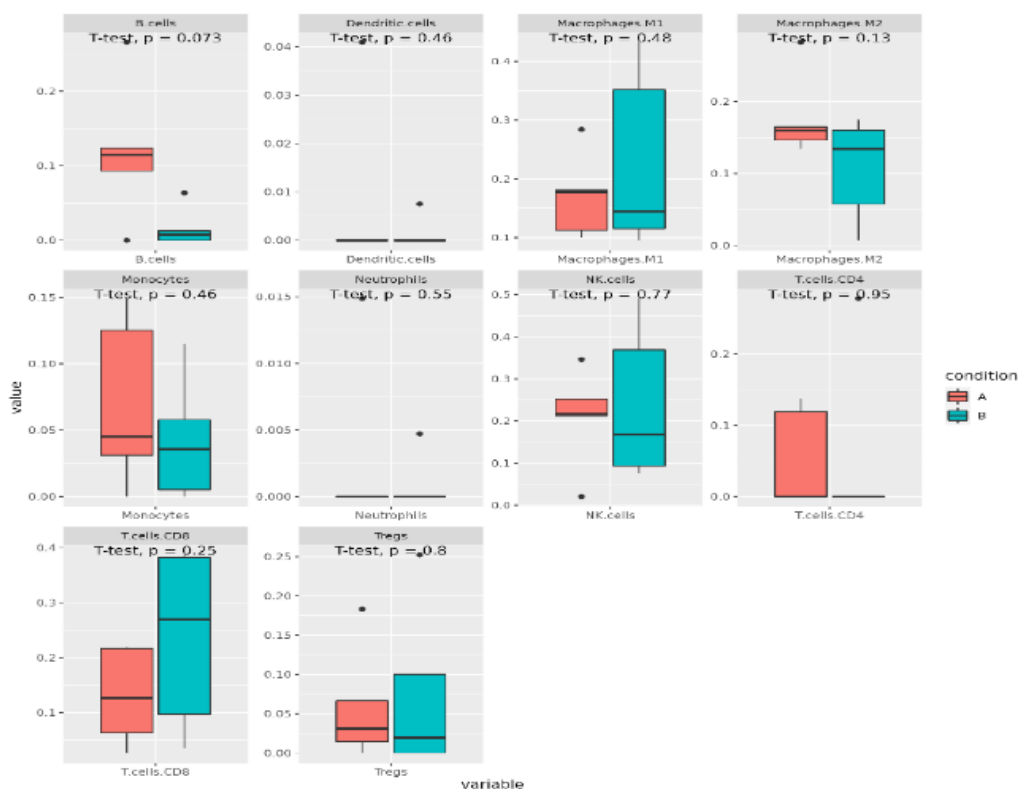 B.cells
Dendritic.cells
Macrophages.M1
Macrophages.M2
T-test, p = 0.073
T-test, p = 0.46
T-test, p = 0.48
T-test, p = 0.13
0.2
0.1
0.0
0.04
0.03
0.02
0.01
0.00
0.4
0.3
0.2
0.1
0.2
0.1
0.0
B.cells
Dendritic.cells
Macrophages.M1
Macrophages.M2
Monocytes
Neutrophils
NK.cells
T.cells.CD4
T-test, p = 0.46
T-test, p = 0.55
T-test, p = 0.77
T-test, p = 0.95
0.15
0.10
0.05
0.00
0.015
0.010
0.005
0.000
0.5
0.4
0.3
0.2
0.1
0.0
0.2
0.1
0.0
Monocytes
Neutrophils
NK.cells
T.cells.CD4
value
condition
A
B
T.cells.CD8
Tregs
T-test, p = 0.25
T-test, p = 0.8
0.4
0.3
0.2
0.1
0.25
0.20
0.15
0.10
0.05
0.00
T.cells.CD8
Tregs
variable